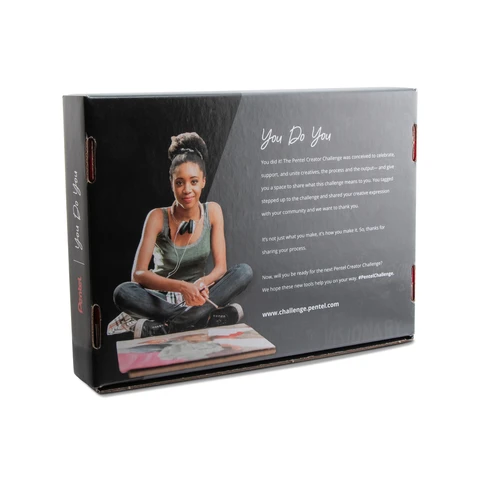 Pentel | You Do You
You Do You
You did it! The Pentel Creator Challenge was conceived to celebrate,
support, and unite creatives, the process and the output— and give
you a space to share what this challenge means to you. You tagged
stepped up to the challenge and shared your creative expression
with your community and we want to thank you.
It's not just what you make, it's how you make it. So, thanks for
sharing your process.
Now, will you be ready for the next Pentel Creator Challenge?
We hope these new tools help you on your way. #PentelChallenge.
www.challenge.pentel.com